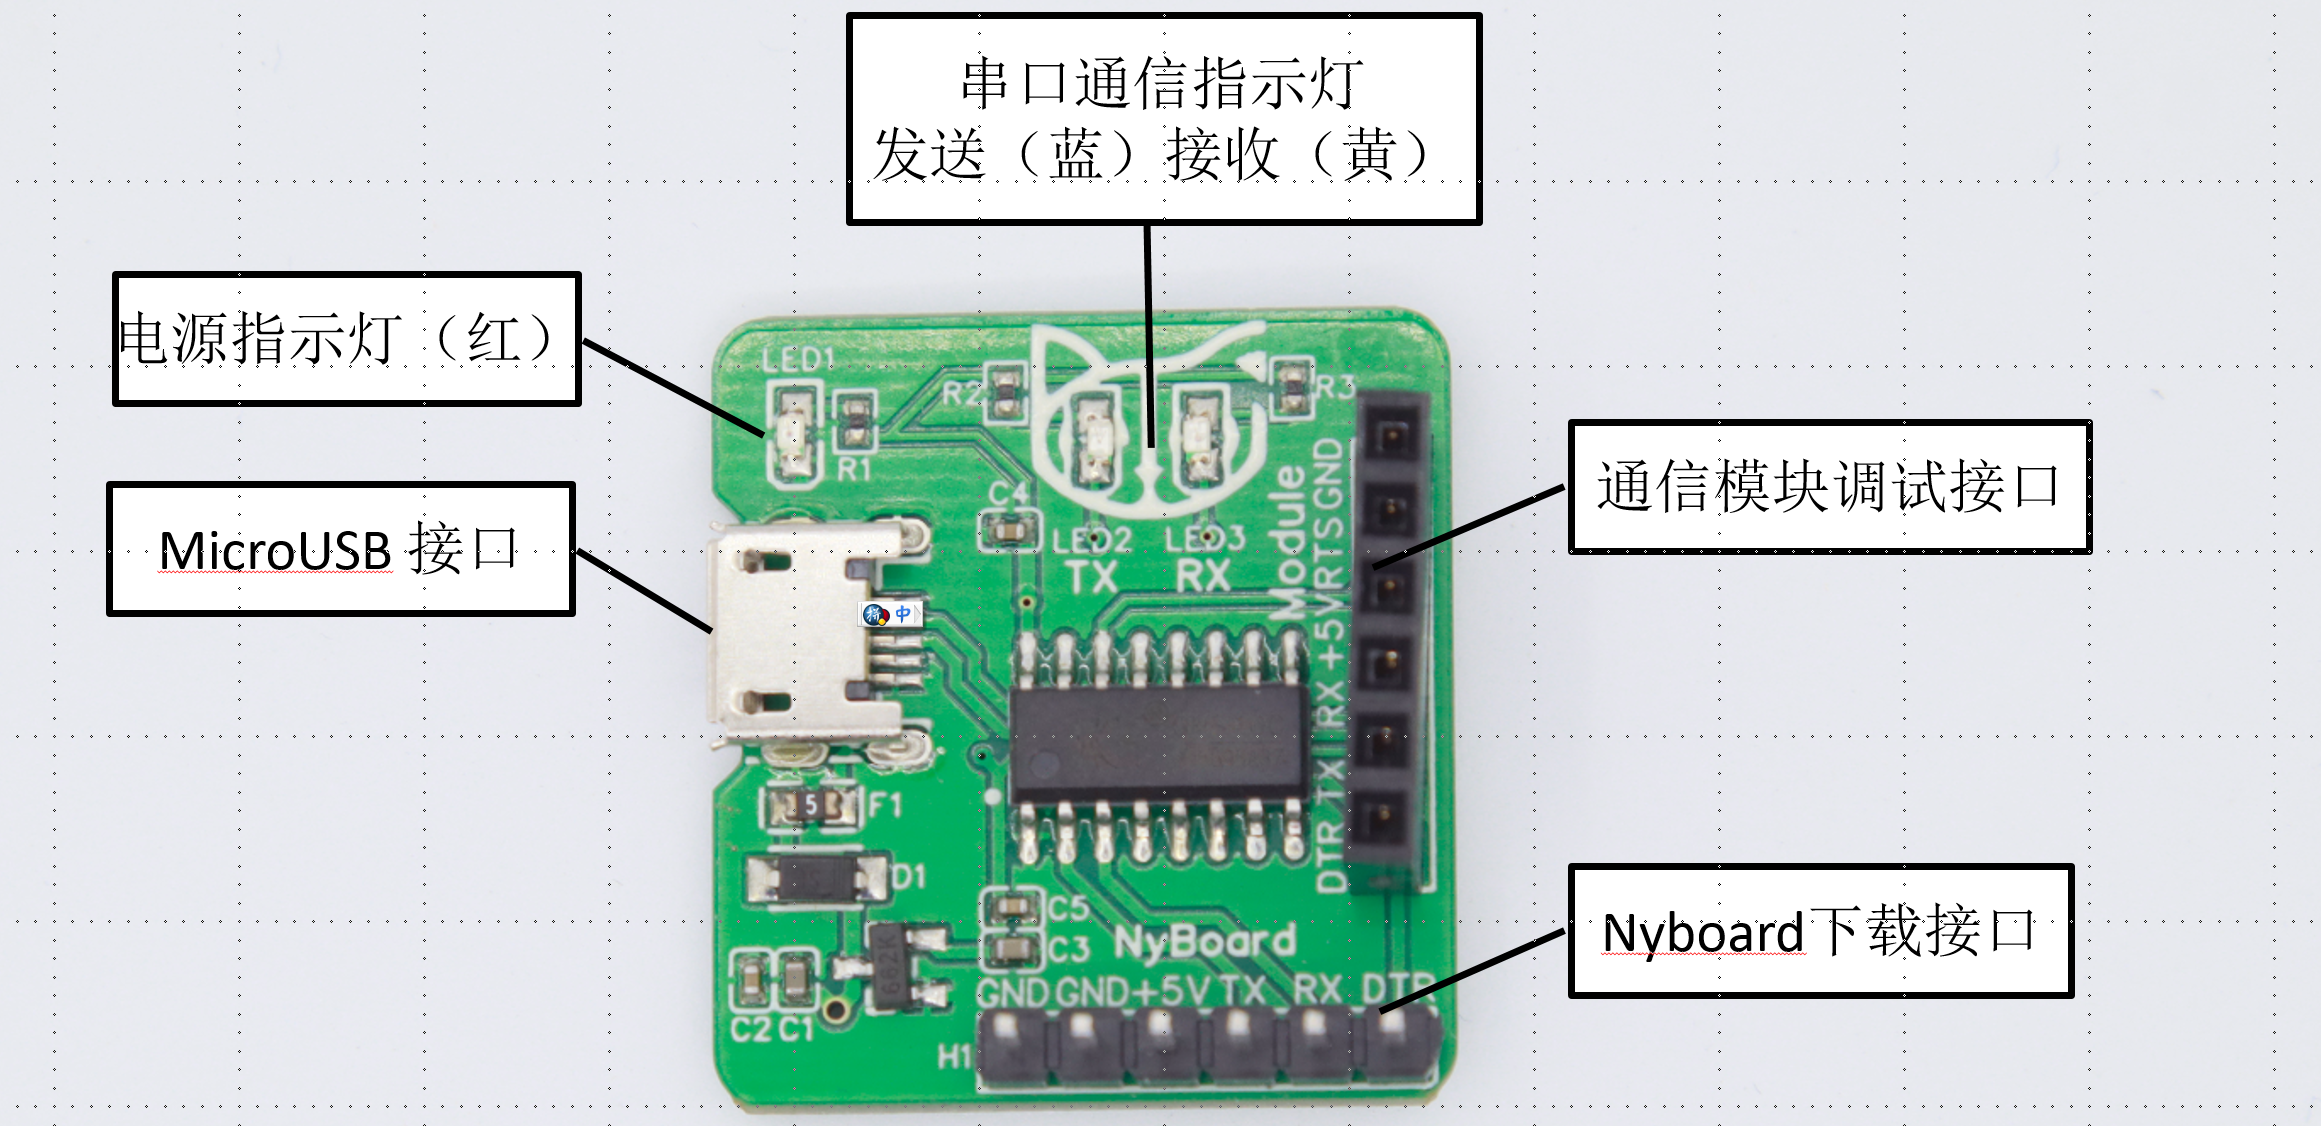 串口通信指示灯
发送（蓝）接收（黄）
电源指示灯（红）
MicroUSB 接口
通信模块调试接口
Nyboard下载接口
LED1
R1
R2
R3
C4
LED2
LED3
TX
RX
Module
GND
RTS
+5V
RX
TX
DTR
拼 中
5
F1
D1
C5
C3
662K
C2 C1
NyBoard
GND GND +5V TX RX DTR
H1